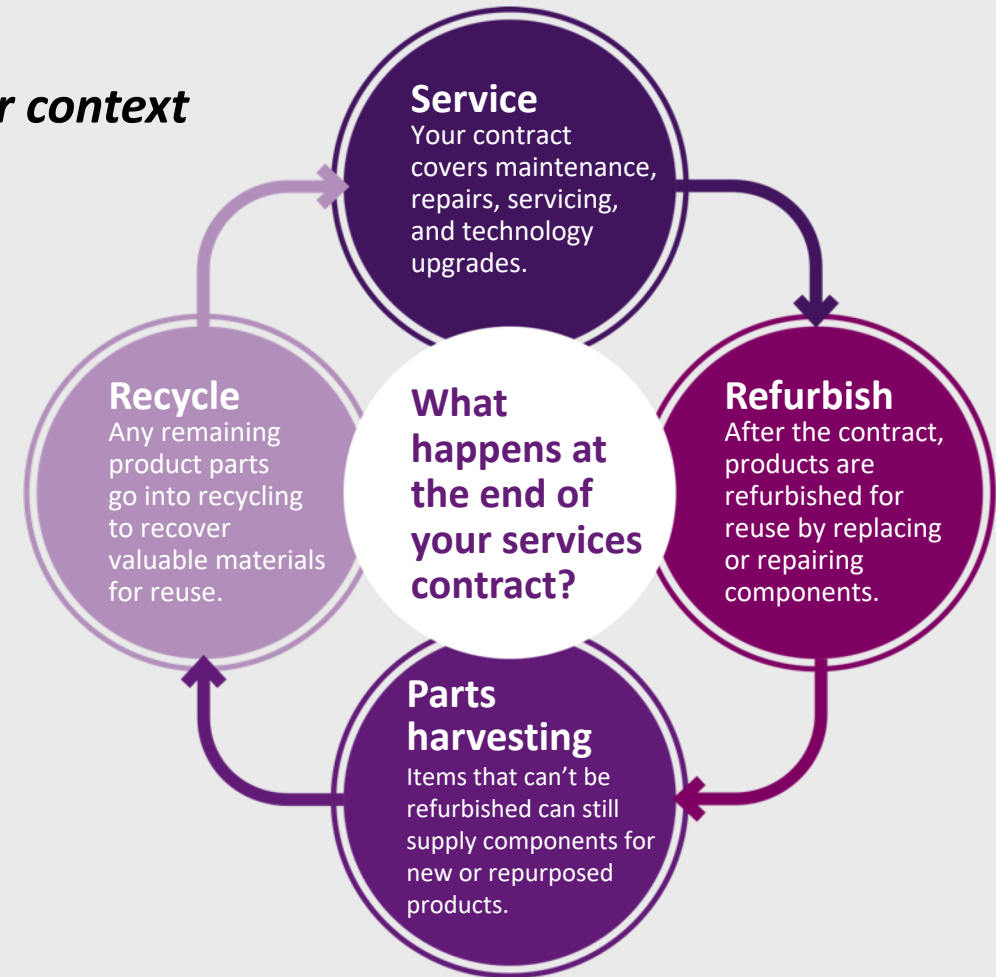 r context
Service
Your contract
covers maintenance,
repairs, servicing,
and technology
upgrades.
Refurbish
After the contract,
products are
refurbished for
reuse by replacing
or repairing
components.
Parts
harvesting
Items that can’t be
refurbished can still
supply components for
new or repurposed
products.
Recycle
Any remaining
product parts
go into recycling
to recover
valuable materials
for reuse.
What
happens at
the end of
your services
contract?